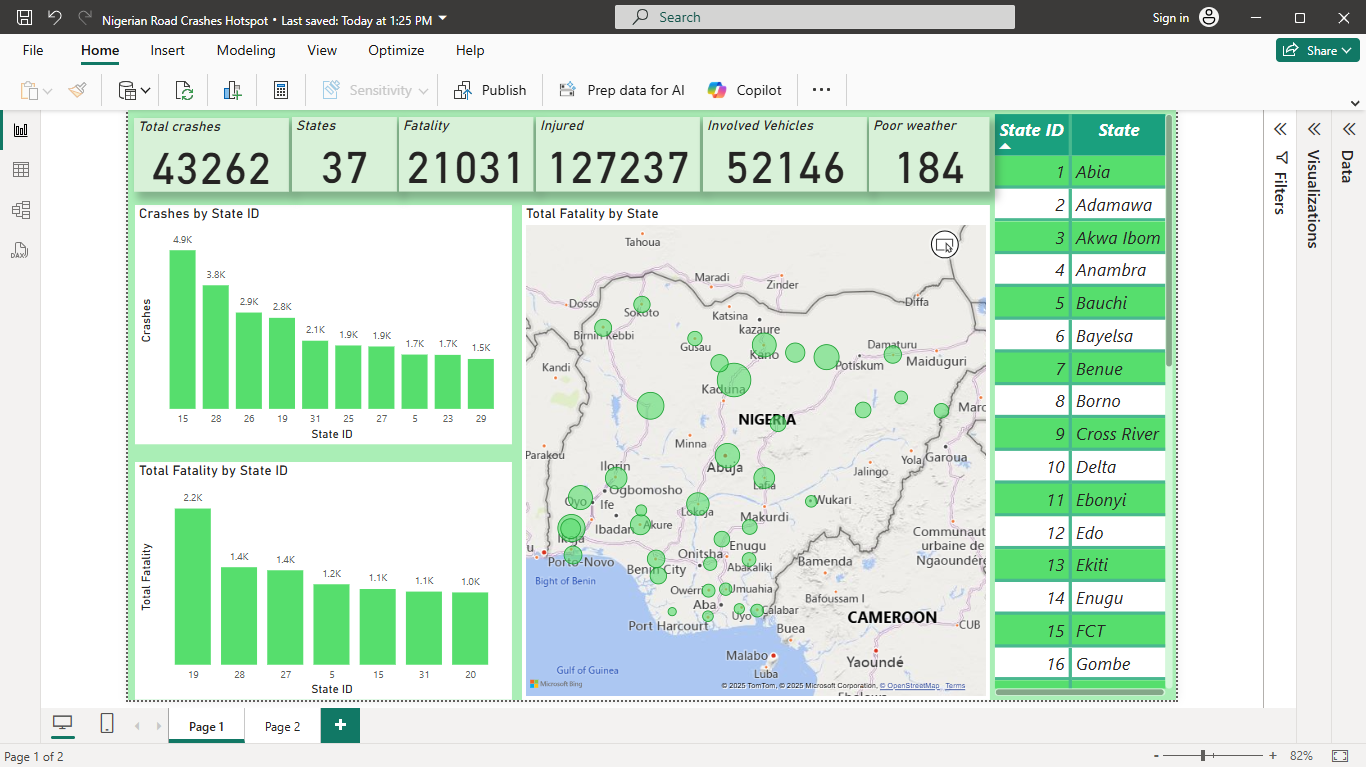 Nigerian Road Crashes Hotspot • Last saved: Today at 1:25 PM
Search
Sign in
File
Home
Insert
Modeling
View
Optimize
Help
Share
Sensitivity
Publish
Prep data for AI
Copilot
Total crashes
43262
States
37
Fatality
21031
Injured
127237
Involved Vehicles
52146
Poor weather
184
Crashes by State ID
Crashes
4.9K
3.8K
2.9K
2.8K
2.1K
1.9K
1.9K
1.7K
1.7K
1.5K
15 28 26 19 31 25 27 5 23 29
State ID
Total Fatality by State ID
Total Fatality
2.2K
1.4K
1.4K
1.2K
1.1K
1.1K
1.0K
19 28 27 5 15 31 20
State ID
Total Fatality by State
Tahoua
Maradi
Zinder
Dosso
Sokoto
Katsina
Diffa
Birnin Kebbi
kazaure
Gusau
Kano
Damaturu
Potiskum
Maiduguri
Kandi
Kaduna
NIGERIA
Minna
Parakou
Abuja
Yola
Garoua
Jalingo
Ilorin
Lafia
Ogbomosho
Oyo
Ife
Lokoja
Wukari
Makurdi
Ibadan
Akure
Ikeja
Enugu
Onitsha
Porto-Novo
Benin City
Abakaliki
Bamenda
Communaut
urbaine de
Ngaoundéré
Bight of Benin
Owerri
Umuahia
Bafoussam I
Aba
Uyo
Calabar
Port Harcourt
Buea
CAMEROON
CUB
Malabo
Yaoundé
Luba
Gulf of Guinea
Microsoft Bing
© 2025 TomTom, © 2025 Microsoft Corporation, © OpenStreetMap Terms
State ID State
1 Abia
2 Adamawa
3 Akwa Ibom
4 Anambra
5 Bauchi
6 Bayelsa
7 Benue
8 Borno
9 Cross River
10 Delta
11 Ebonyi
12 Edo
13 Ekiti
14 Enugu
15 FCT
16 Gombe
Filters
Visualizations
Data
DAX
Page 1
Page 2
+
Page 1 of 2
- + 82%